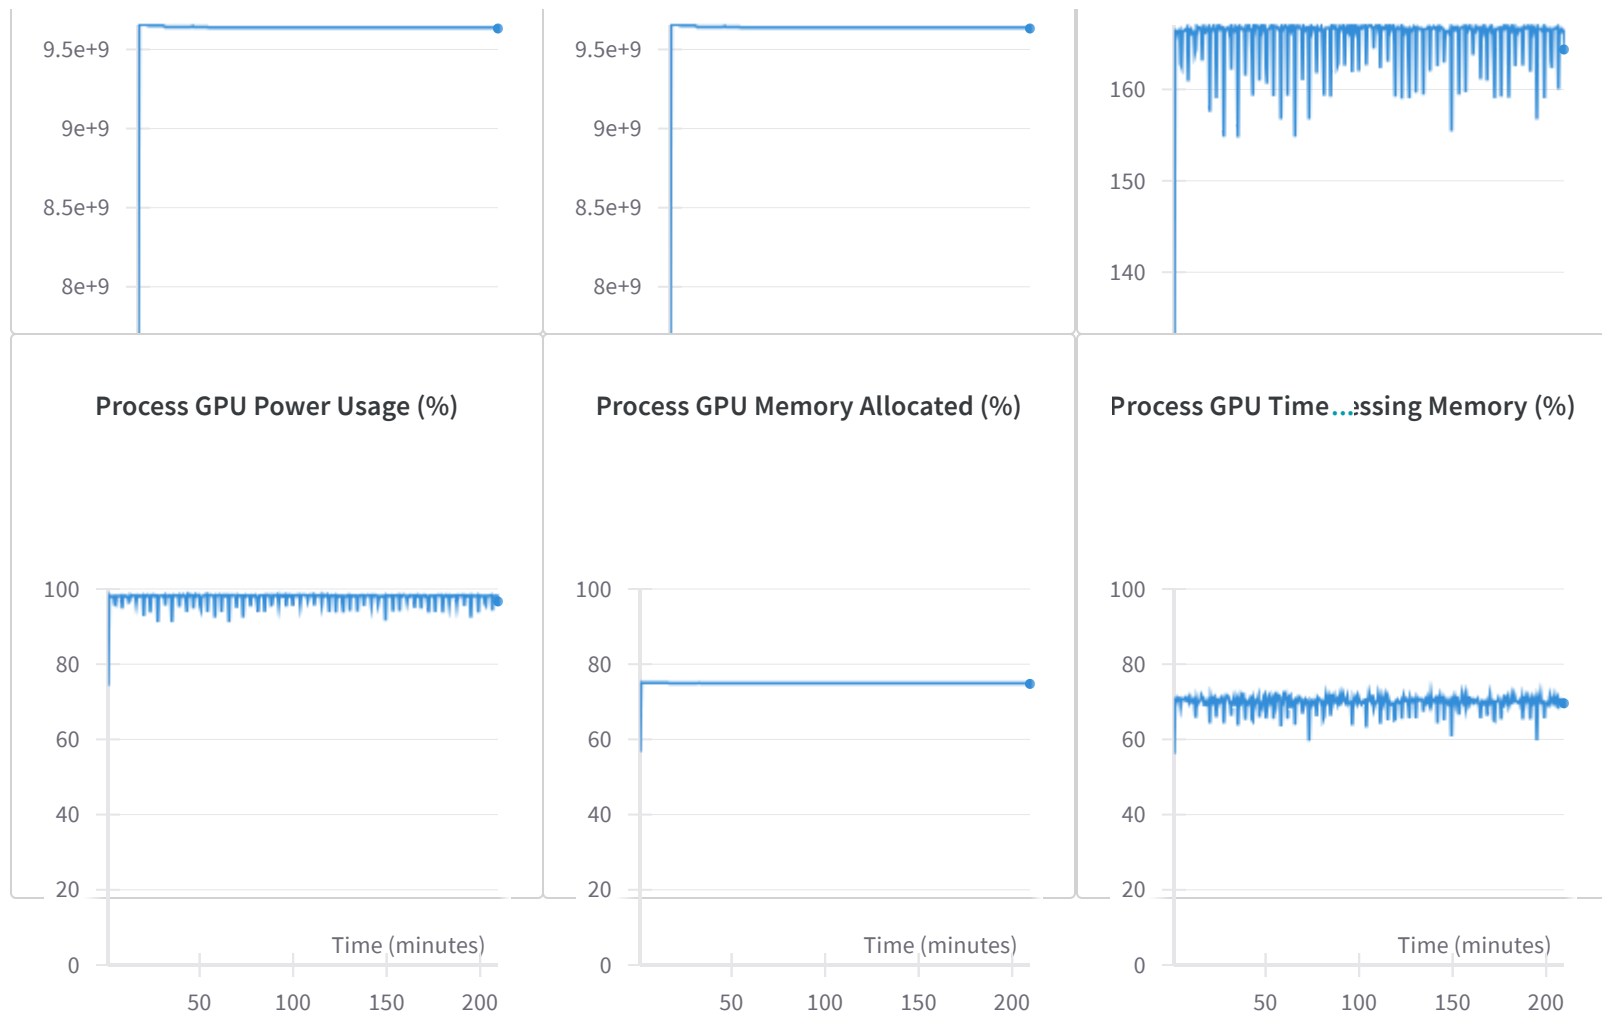 9.5e+9
9e+9
8.5e+9
8e+9
9.5e+9
9e+9
8.5e+9
8e+9
160
150
140
Process GPU Power Usage (%)
100
80
60
40
20
0
Time (minutes)
50 100 150 200
Process GPU Memory Allocated (%)
100
80
60
40
20
0
Time (minutes)
50 100 150 200
Process GPU Time...essing Memory (%)
100
80
60
40
20
0
Time (minutes)
50 100 150 200